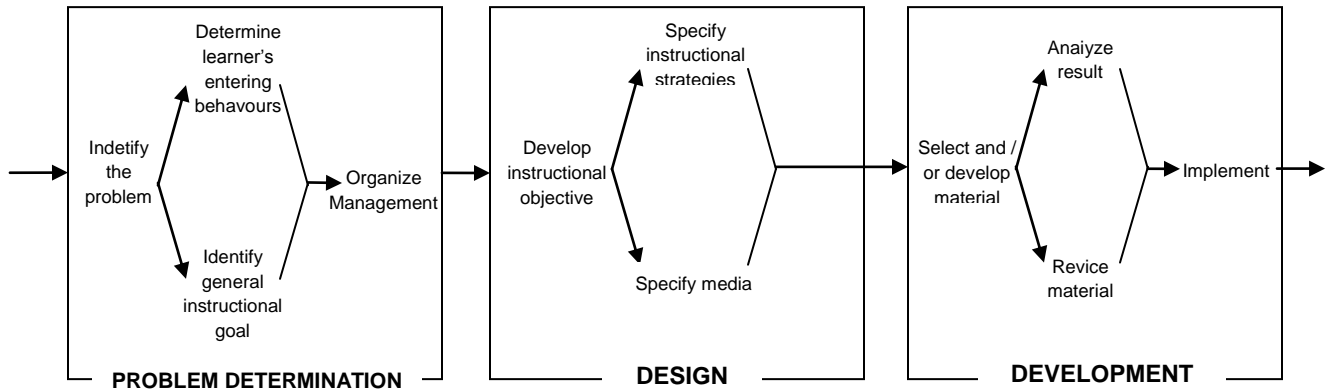 Determine
learner's
entering
behavours
Indetify
the
problem
Identify
general
instructional
goal
Organize
Management
PROBLEM DETERMINATION
Specify
instructional
strategies
Develop
instructional
objective
Specify media
DESIGN
Anaiyze
result
Select and /
or develop
material
Revice
material
Implement
DEVELOPMENT